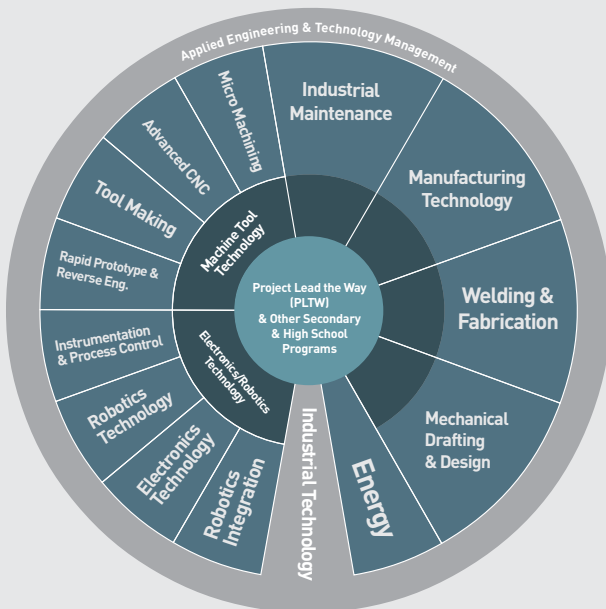 Applied Engineering & Technology Management
Micro Machining
Industrial
Maintenance
Advanced CNC
Manufacturing
Technology
Tool Making
Machine Tool
Technology
Rapid Prototype &
Reverse Eng.
Project Lead the Way
(PLTW)
& Other Secondary
& High School
Programs
Welding &
Fabrication
Instrumentation
& Process Control
Electronics/Robotics
Technology
Robotics
Technology
Mechanical
Drafting
& Design
Electronics
Technology
Robotics
Integration
Industrial Technology
Energy